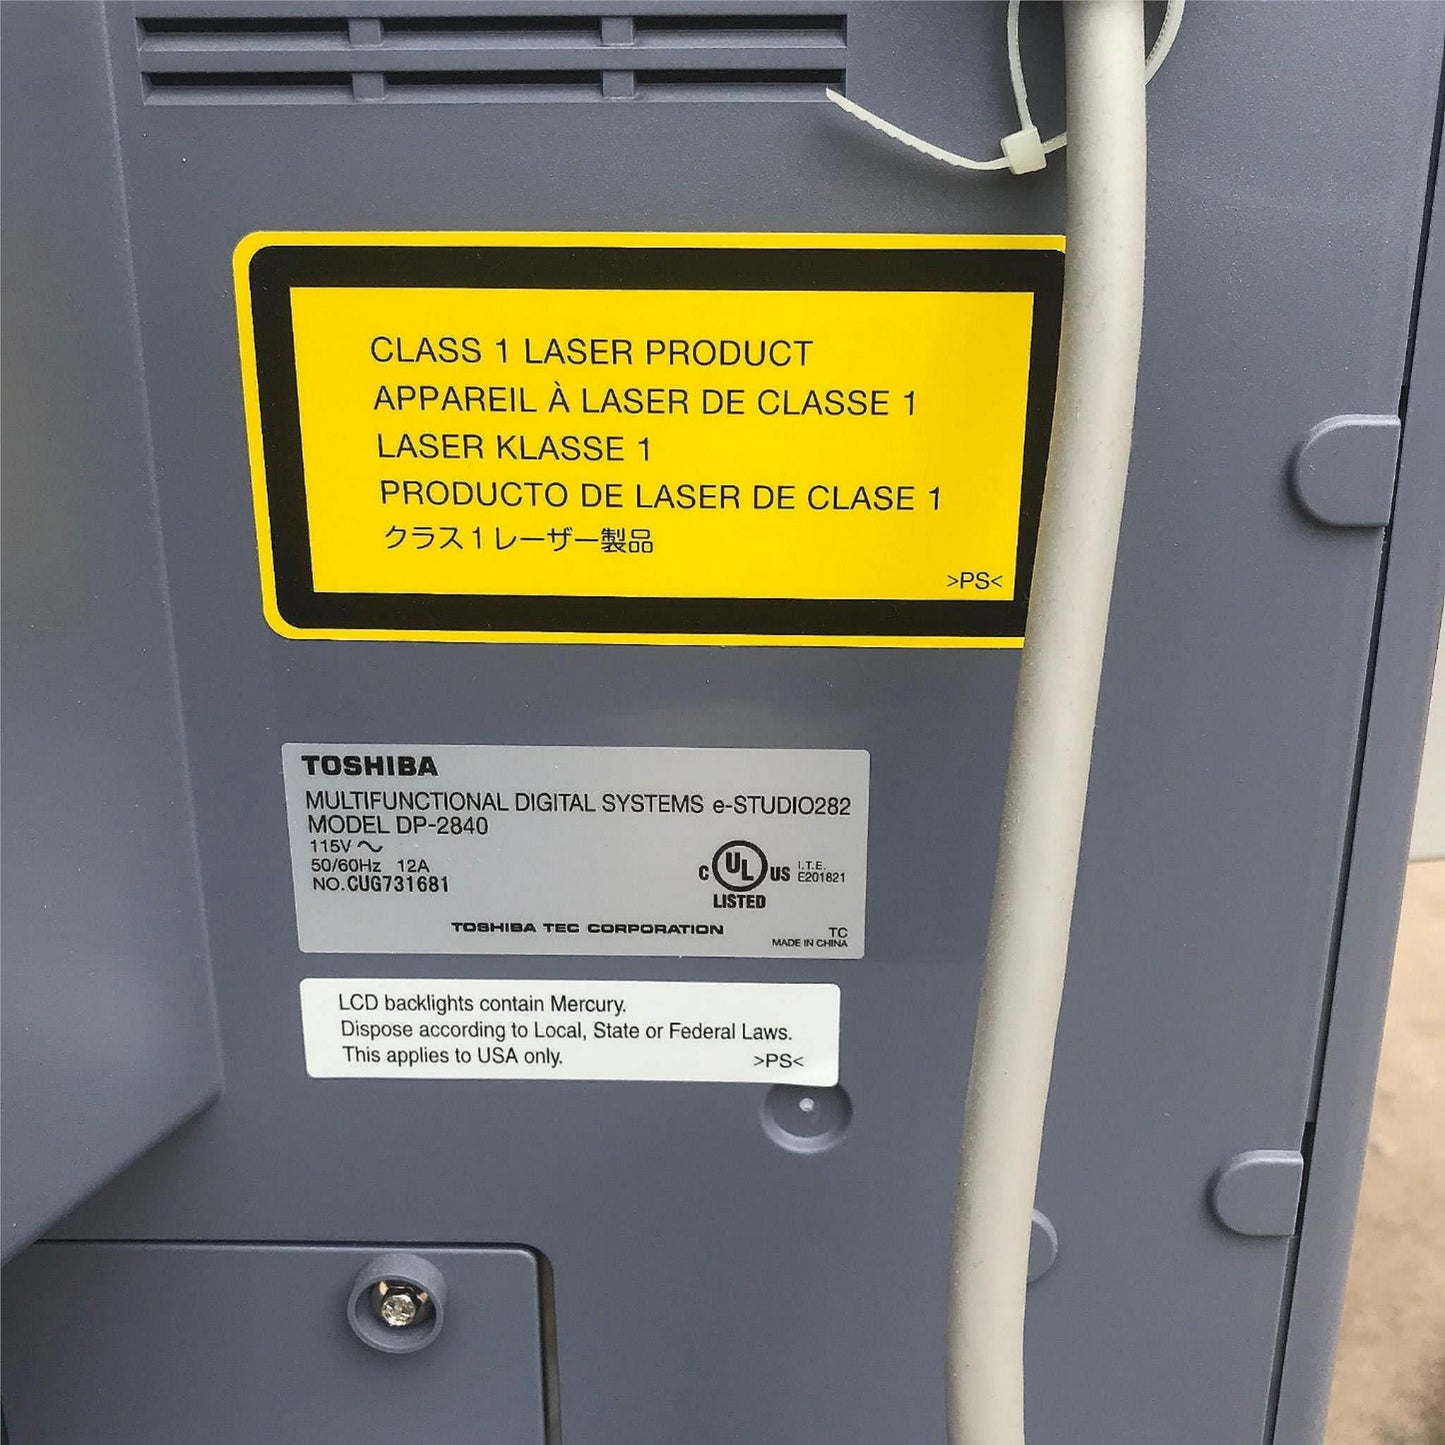 CLASS 1 LASER PRODUCT
APPAREIL À LASER DE CLASSE 1
LASER KLASSE 1
PRODUCTO DE LASER DE CLASE 1
クラス1レーザー製品
>PS<
TOSHIBA
MULTIFUNCTIONAL DIGITAL SYSTEMS e-STUDIO282
MODEL DP-2840
115V ~
50/60Hz 12A
NO.CUG731681
C UL US LISTED
I.T.E.
E201821
TOSHIBA TEC CORPORATION
TC
MADE IN CHINA
LCD backlights contain Mercury.
Dispose according to Local, State or Federal Laws.
This applies to USA only. >PS<